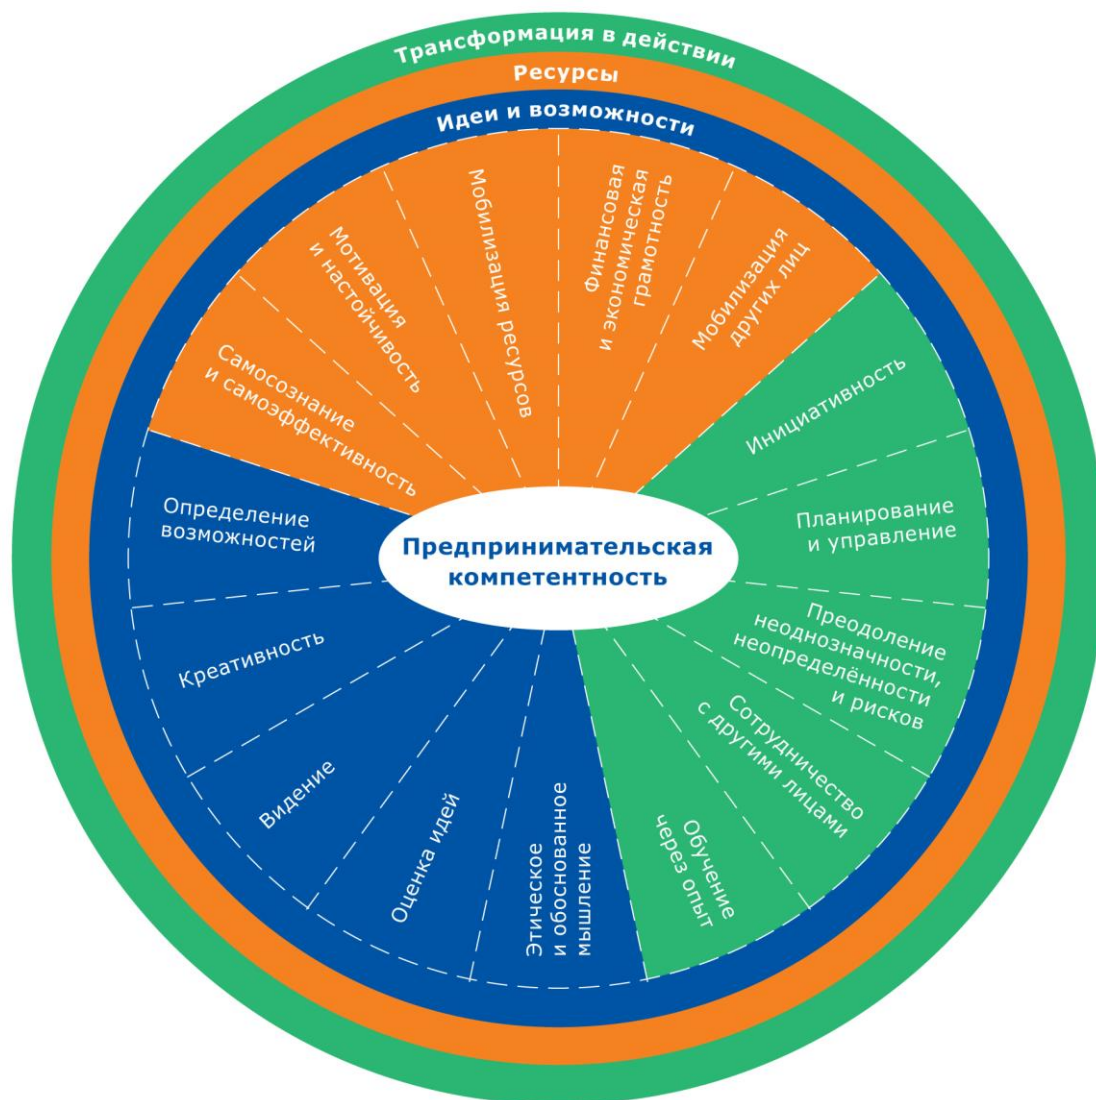 Трансформация в действии
Ресурсы
Идеи и возможности
Самосознание
и самоэффективность
Мотивация
и настойчивость
Мобилизация ресурсов
Финансовая
и экономическая
грамотность
Мобилизация
других лиц
Инициативность
Планирование
и управление
Преодоление
неоднозначности,
неопределённости
и рисков
Сотрудничество
с другими лицами
Обучение
через опыт
Этическое
и обоснованное
мышление
Оценка идей
Видение
Креативность
Определение
возможностей
Предпринимательская
компетентность